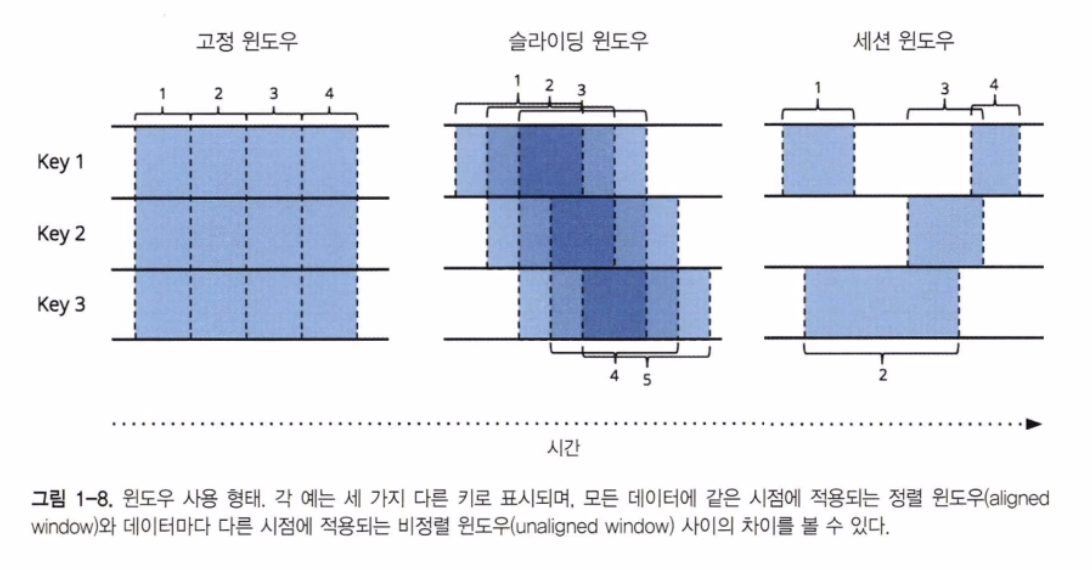 고정 윈도우
슬라이딩 윈도우
세션 윈도우
1 2 3 4
1 2 3
1 3 4
Key 1
Key 2
Key 3
4 5
2
시간
그림 1-8. 윈도우 사용 형태. 각 예는 세 가지 다른 키로 표시되며, 모든 데이터에 같은 시점에 적용되는 정렬 윈도우(aligned
window)와 데이터마다 다른 시점에 적용되는 비정렬 윈도우(unaligned window) 사이의 차이를 볼 수 있다.